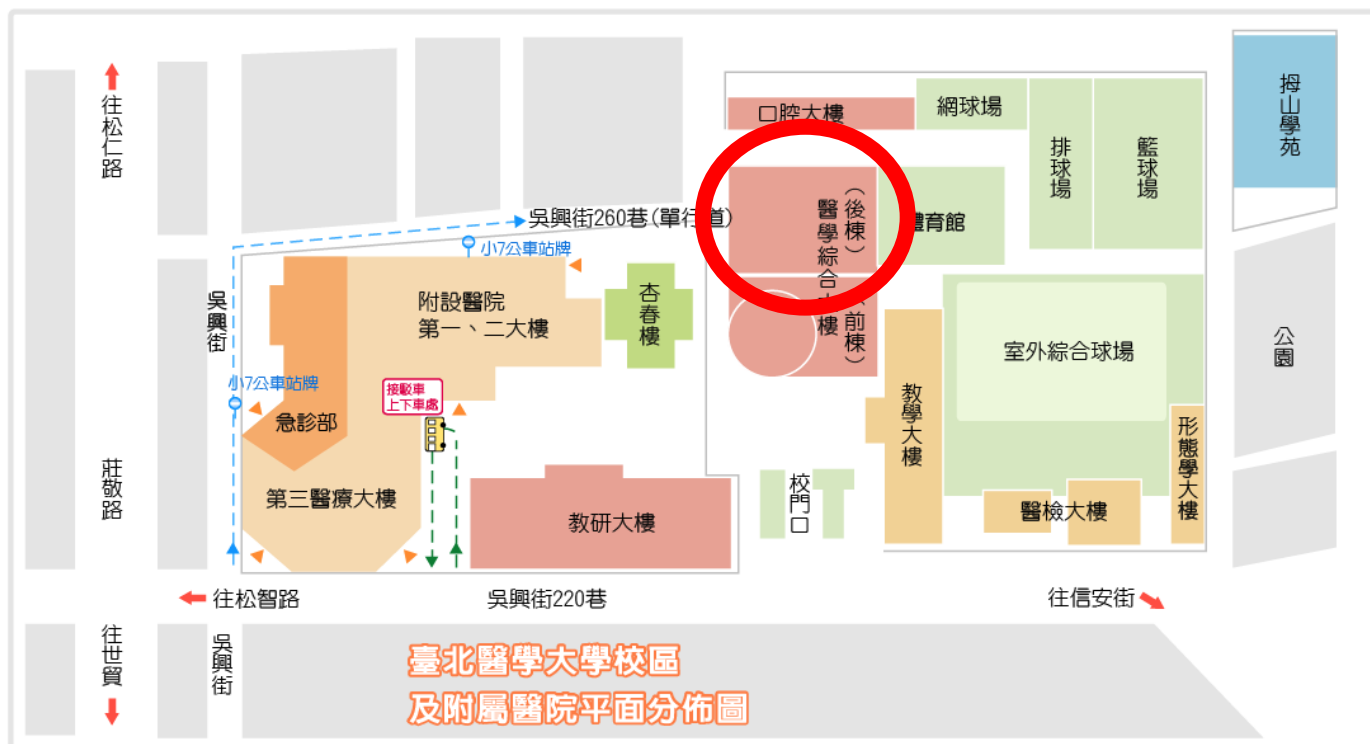 往松仁路
口腔大樓
網球場
排球場
籃球場
拇山學苑
吳興街260巷(單行道)
小7公車站牌
醫學綜合大樓
(後棟)
(前棟)
體育館
吳興街
附設醫院
第一、二大樓
杏春樓
室外綜合球場
公園
小7公車站牌
接駁車
上下車處
急診部
教學大樓
形態學大樓
莊敬路
第三醫療大樓
教研大樓
校門口
醫檢大樓
往松智路
吳興街220巷
往信安街
往世貿
吳興街
臺北醫學大學校區
及附屬醫院平面分佈圖